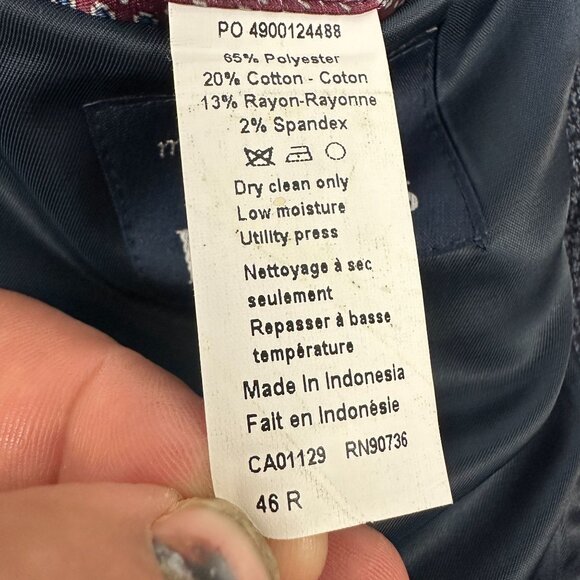 PO 4900124488
65% Polyester
20% Cotton - Coton
13% Rayon-Rayonne
2% Spandex
Dry clean only
Low moisture
Utility press
Nettoyage à sec
seulement
Repasser à basse
température
Made In Indonesia
Fait en Indonésie
CA01129 RN90736
46 R